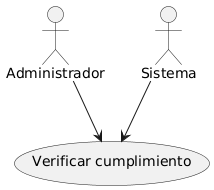 Administrador
Sistema
Verificar cumplimiento